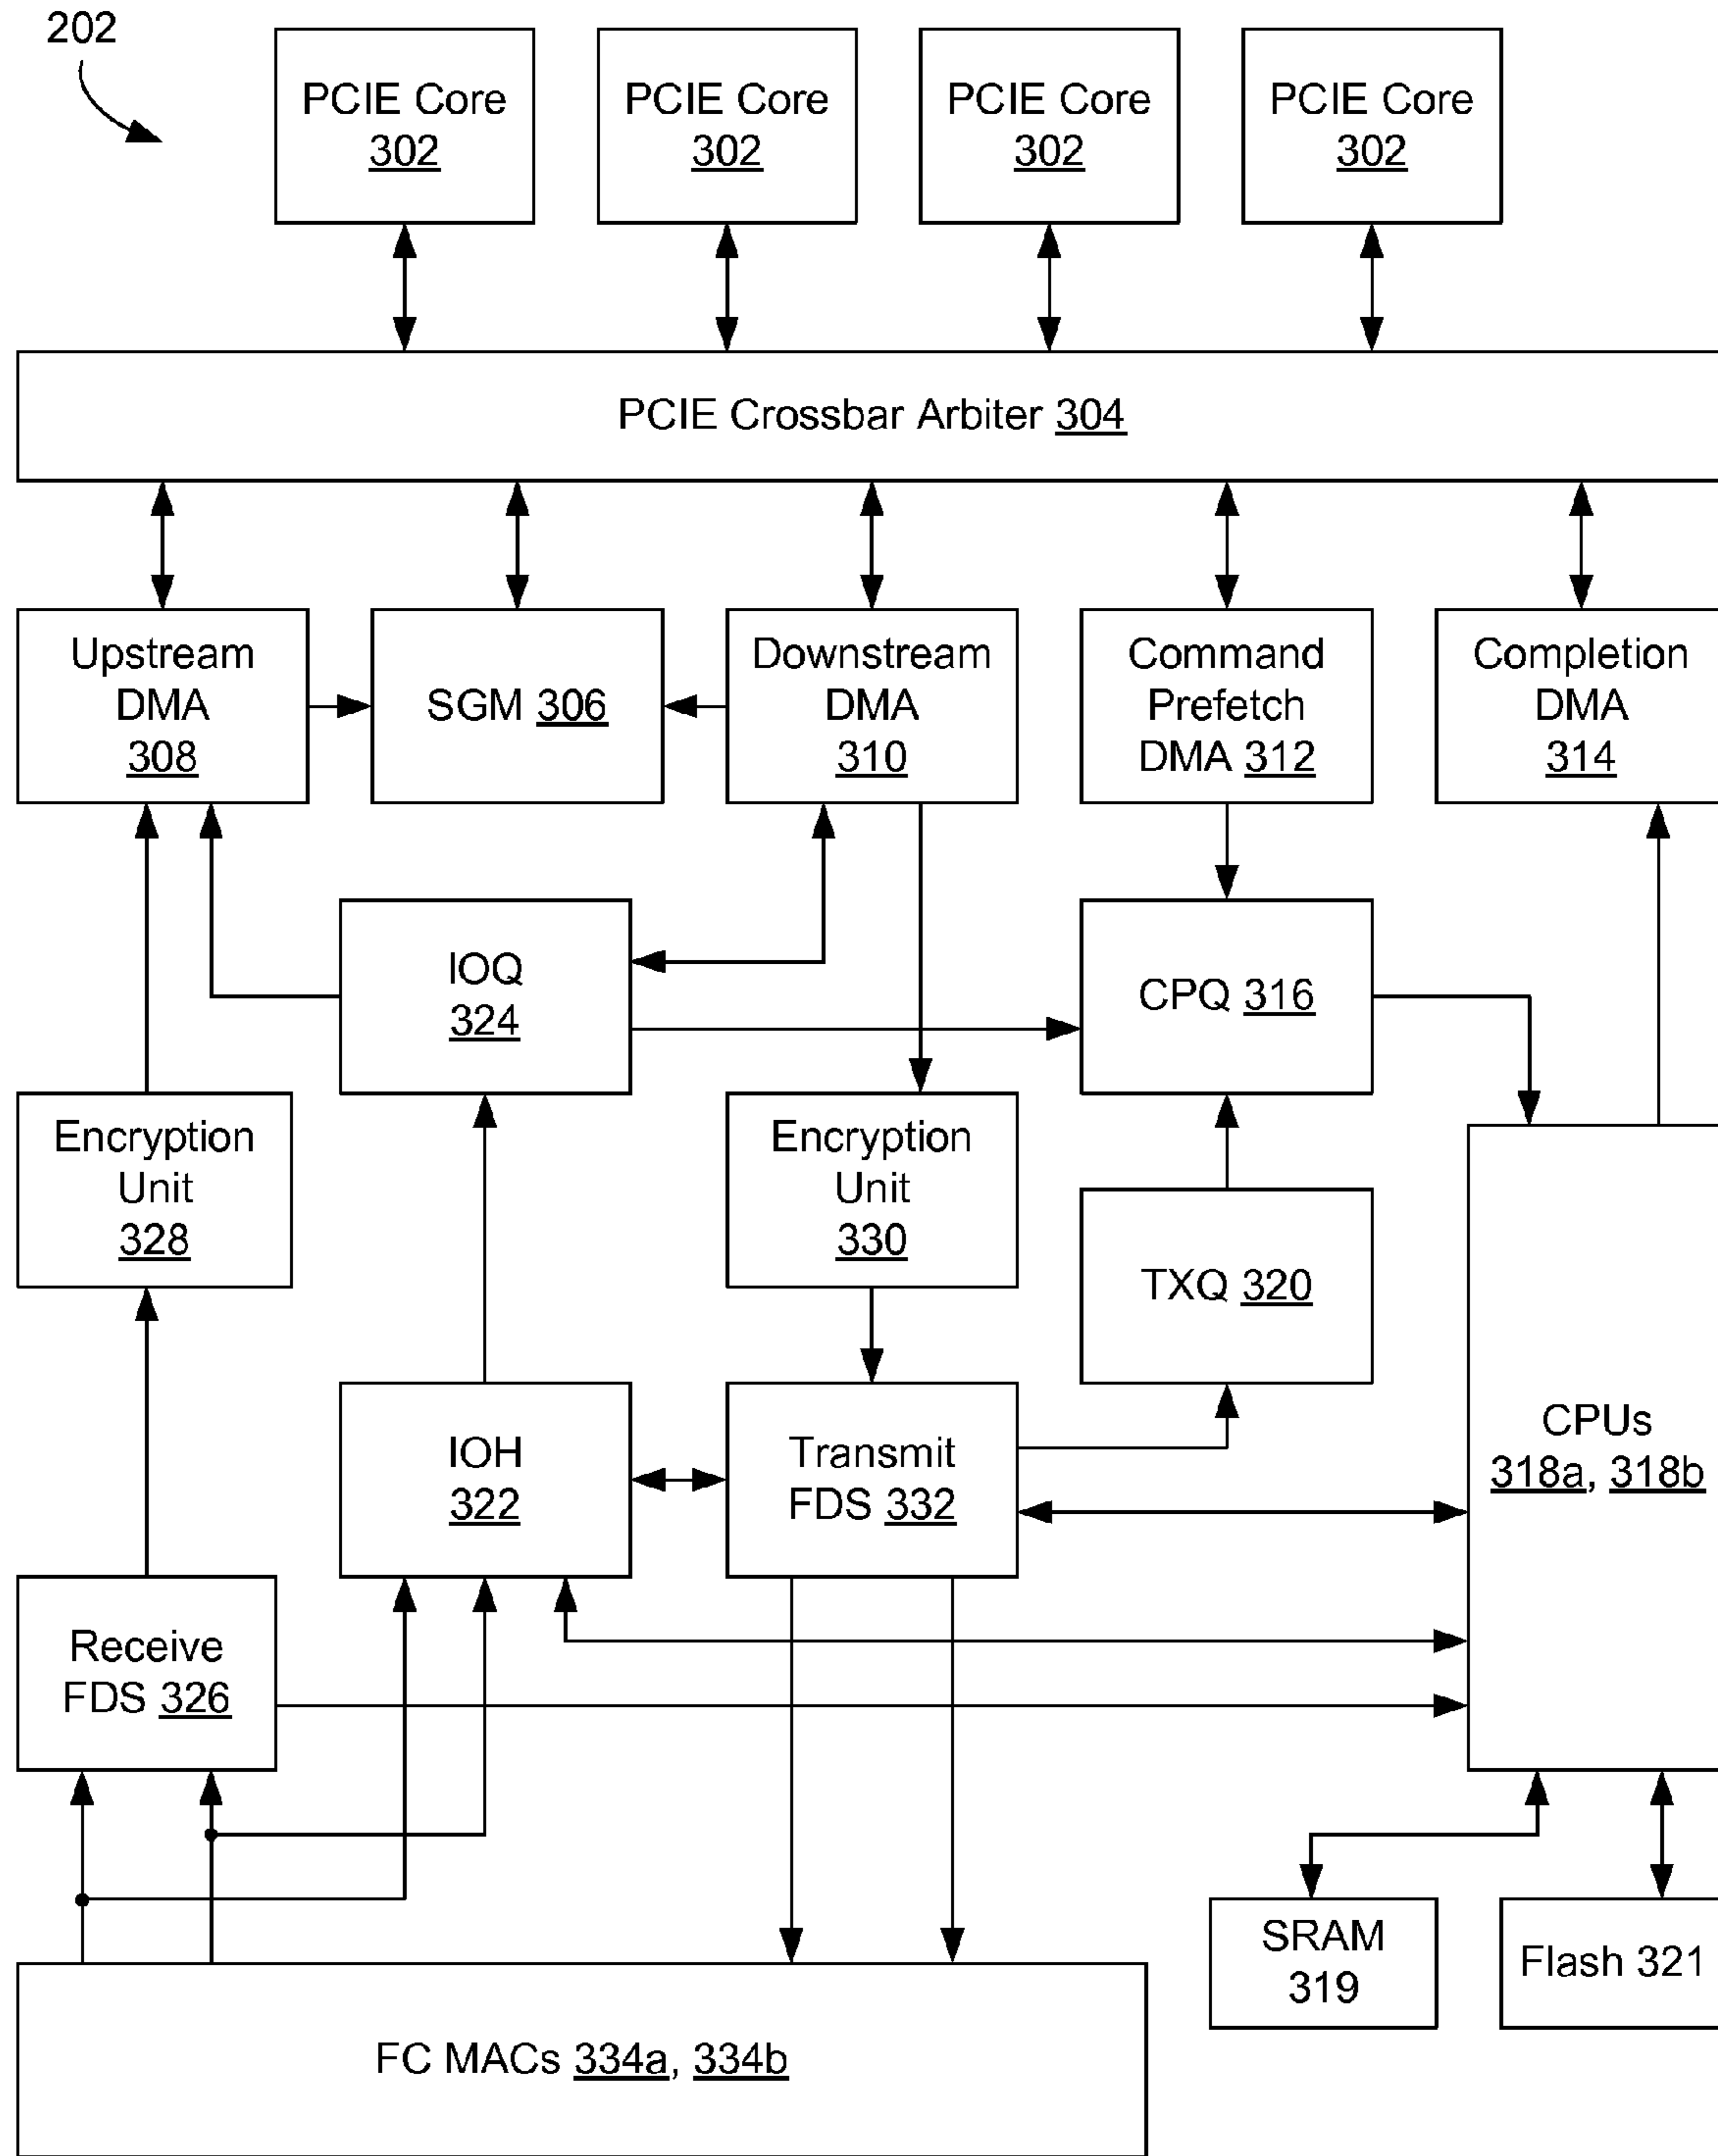 202
PCIE Core
302
PCIE Core
302
PCIE Core
302
PCIE Core
302
PCIE Crossbar Arbiter 304
Upstream
DMA
308
SGM 306
Downstream
DMA
310
Command
Prefetch
DMA 312
Completion
DMA
314
IOQ
324
CPQ 316
Encryption
Unit
328
Encryption
Unit
330
TXQ 320
IOH
322
Transmit
FDS 332
CPUs
318a, 318b
Receive
FDS 326
SRAM
319
Flash 321
FC MACs 334a, 334b